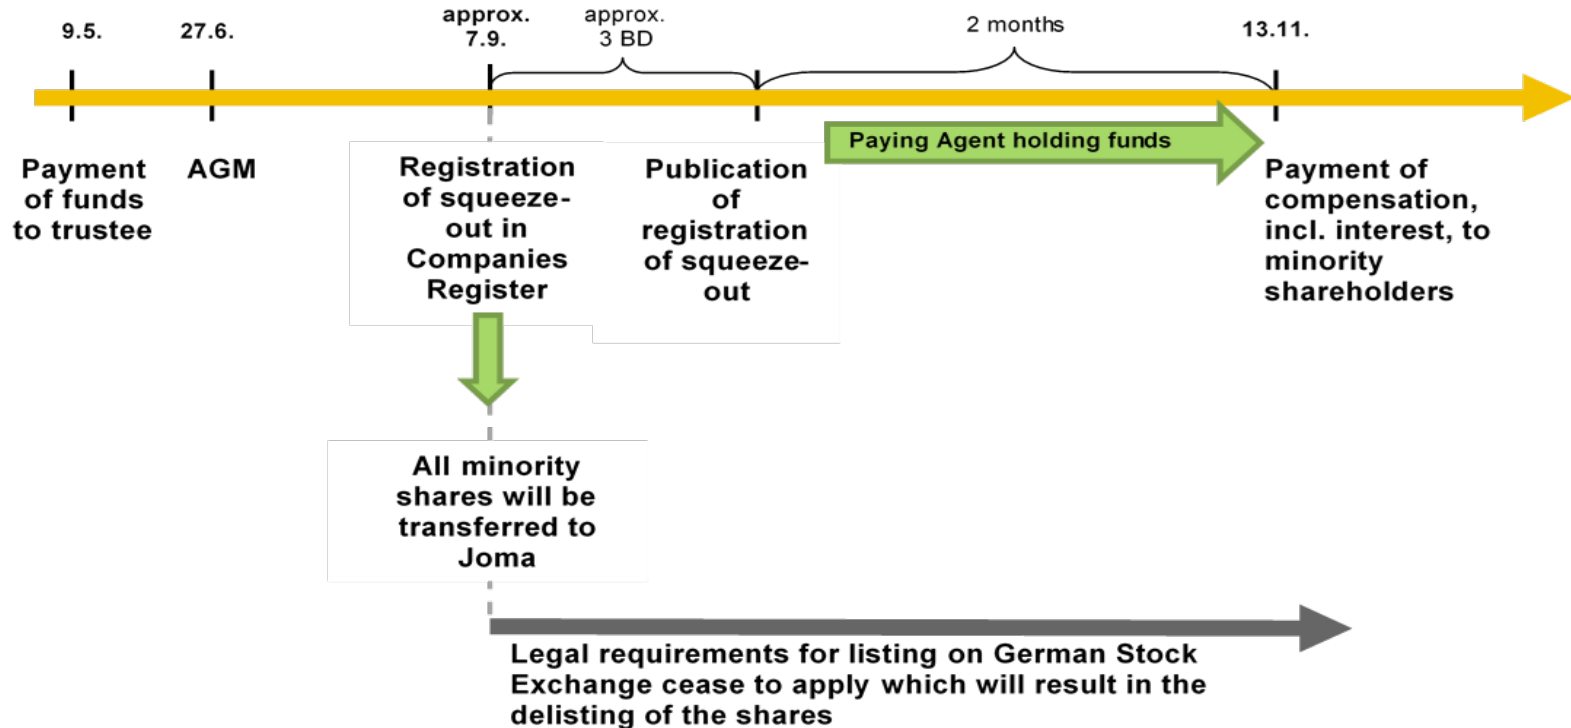 9.5.
27.6.
approx.
7.9.
approx.
3 BD
2 months
13.11.
Paying Agent holding funds
Payment
of funds
to trustee
AGM
Registration
of squeeze-
out in
Companies
Register
Publication
of
registration
of squeeze-
out
Payment of
compensation,
incl. interest, to
minority
shareholders
All minority
shares will be
transferred to
Joma
Legal requirements for listing on German Stock
Exchange cease to apply which will result in the
delisting of the shares